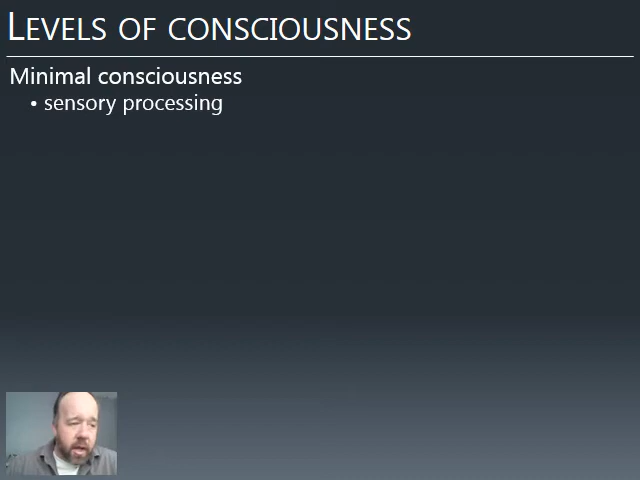 LEVELS OF CONSCIOUSNESS
Minimal consciousness
• sensory processing